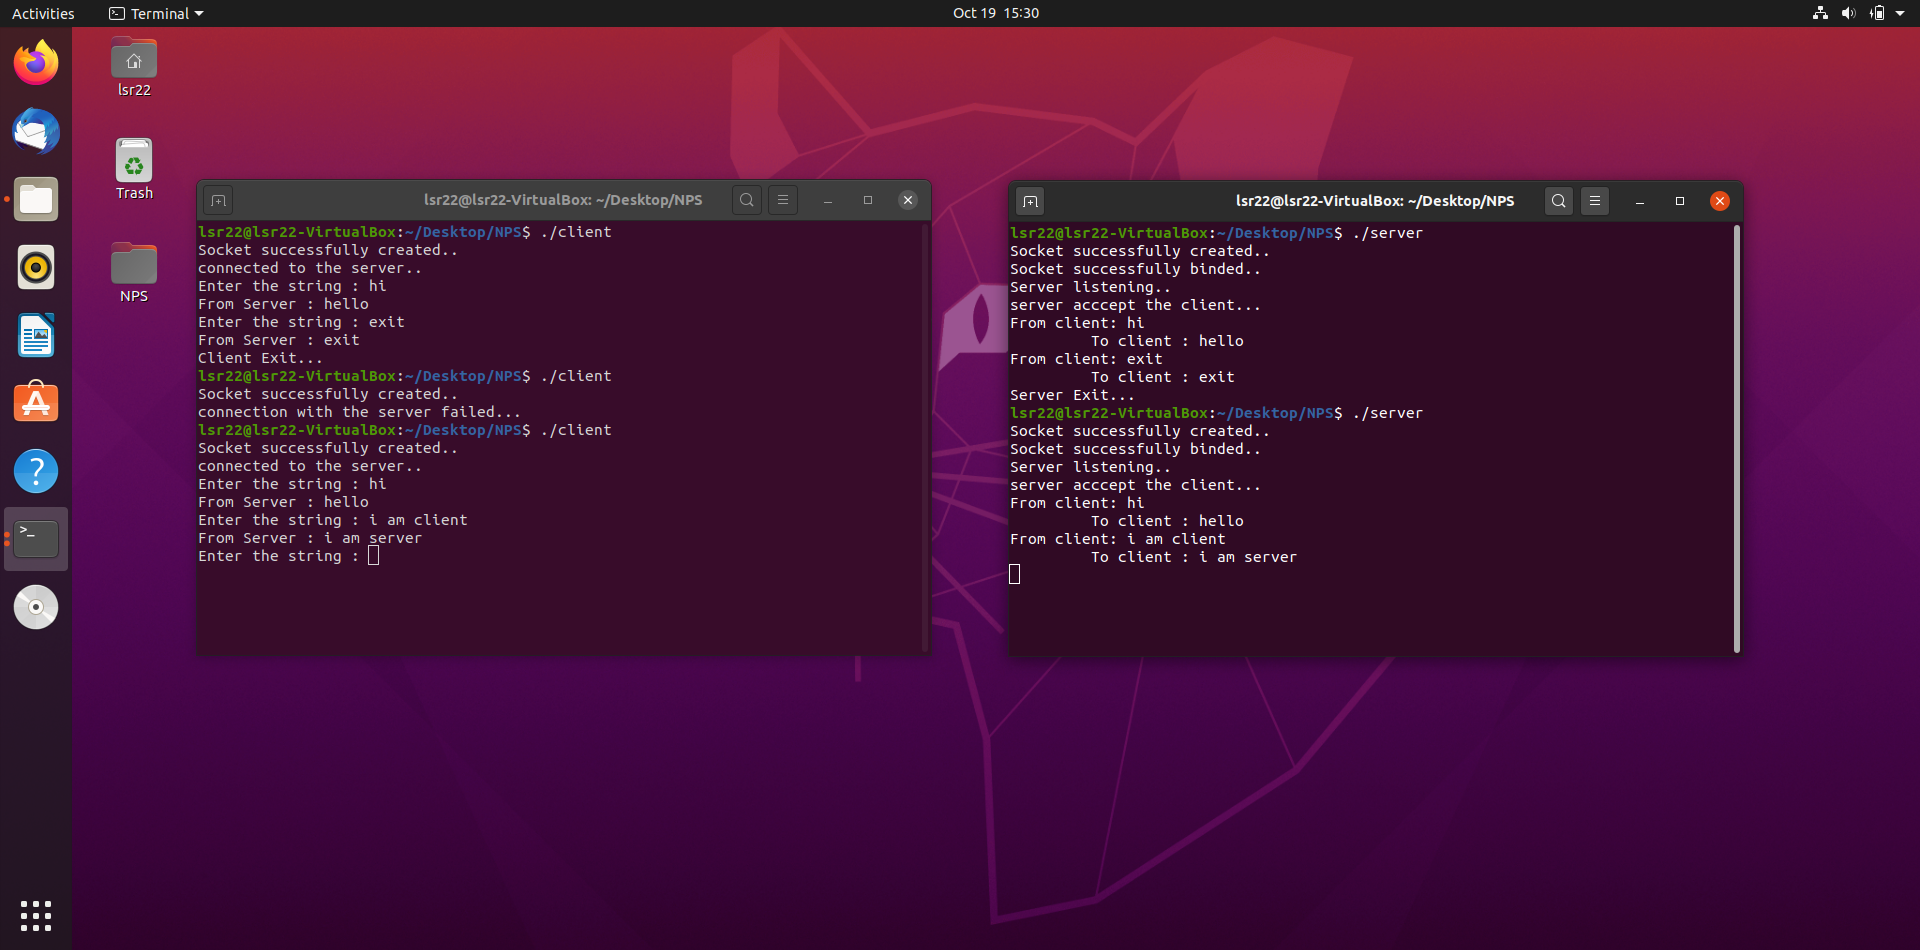 Activities
Terminal
Oct 19 15:30
lsr22
Trash
NPS
lsr22@lsr22-VirtualBox: ~/Desktop/NPS
lsr22@lsr22-VirtualBox:~/Desktop/NPS$ ./client
Socket successfully created..
connected to the server..
Enter the string : hi
From Server : hello
Enter the string : exit
From Server : exit
Client Exit...
lsr22@lsr22-VirtualBox:~/Desktop/NPS$ ./client
Socket successfully created..
connection with the server failed...
lsr22@lsr22-VirtualBox:~/Desktop/NPS$ ./client
Socket successfully created..
connected to the server..
Enter the string : hi
From Server : hello
Enter the string : i am client
From Server : i am server
Enter the string :
lsr22@lsr22-VirtualBox: ~/Desktop/NPS
lsr22@lsr22-VirtualBox:~/Desktop/NPS$ ./server
Socket successfully created..
Socket successfully binded..
Server listening..
server acccept the client...
From client: hi
To client : hello
From client: exit
To client : exit
Server Exit...
lsr22@lsr22-VirtualBox:~/Desktop/NPS$ ./server
Socket successfully created..
Socket successfully binded..
Server listening..
server acccept the client...
From client: hi
To client : hello
From client: i am client
To client : i am server